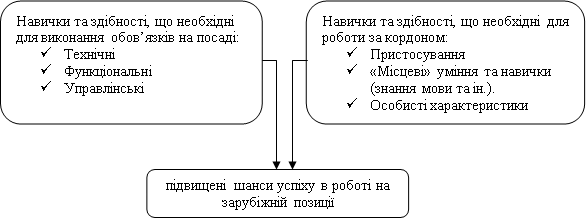 Навички та здібності, що необхідні
для виконання обов’язків на посаді:
✓ Технічні
✓ Функціональні
✓ Управлінські
Навички та здібності, що необхідні для
роботи за кордоном:
✓ Пристосування
✓ «Місцеві» уміння та навички
(знання мови та ін.).
✓ Особисті характеристики
підвищені шанси успіху в роботі на
зарубіжній позиції